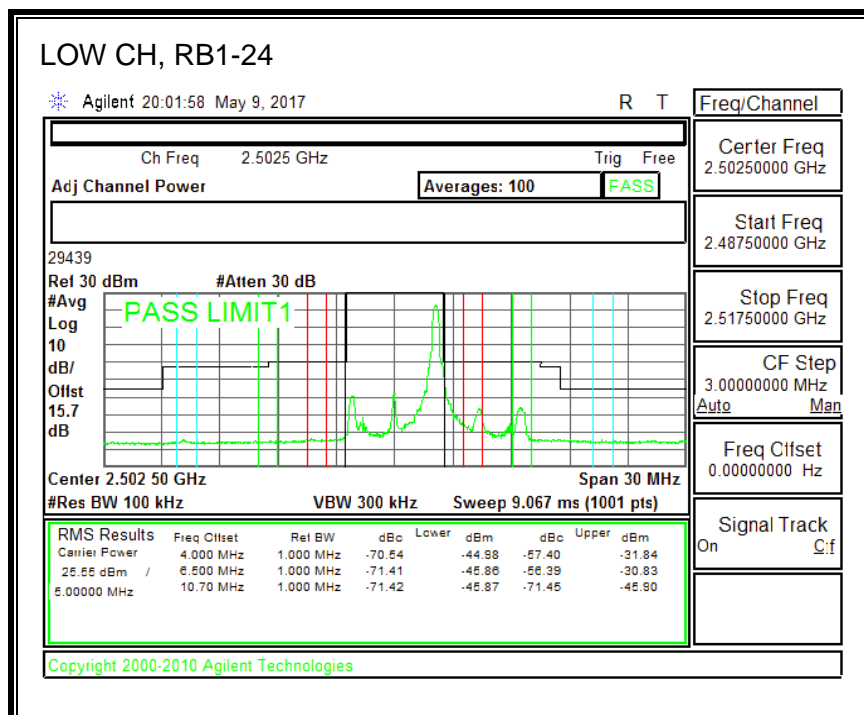 LOW CH, RB1-24
Agilent 20:01:58 May 9, 2017 R T
Freq/Channel
Ch Freq 2.5025 GHz Trig Free
Adj Channel Power Averages: 100 PASS
Center Freq
2.50250000 GHz
Start Freq
2.48750000 GHz
Stop Freq
2.51750000 GHz
CF Step
3.00000000 MHz
Auto Man
Freq Offset
0.00000000 Hz
Signal Track
On Off
29439
Ref 30 dBm #Atten 30 dB
#Avg
Log
10
dB/
Offst
15.7
dB
PASS LIMIT1
Center 2.502 50 GHz Span 30 MHz
#Res BW 100 kHz VBW 300 kHz Sweep 9.067 ms (1001 pts)
RMS Results Freq Offset Ref BW dBc Lower dBm dBc Upper dBm
Carrier Power 4.000 MHz 1.000 MHz -70.54 -44.98 -57.40 -31.84
25.55 dBm / 6.500 MHz 1.000 MHz -71.41 -45.86 -56.39 -30.83
5.00000 MHz 10.70 MHz 1.000 MHz -71.42 -45.87 -71.45 -45.90
Copyright 2000-2010 Agilent Technologies